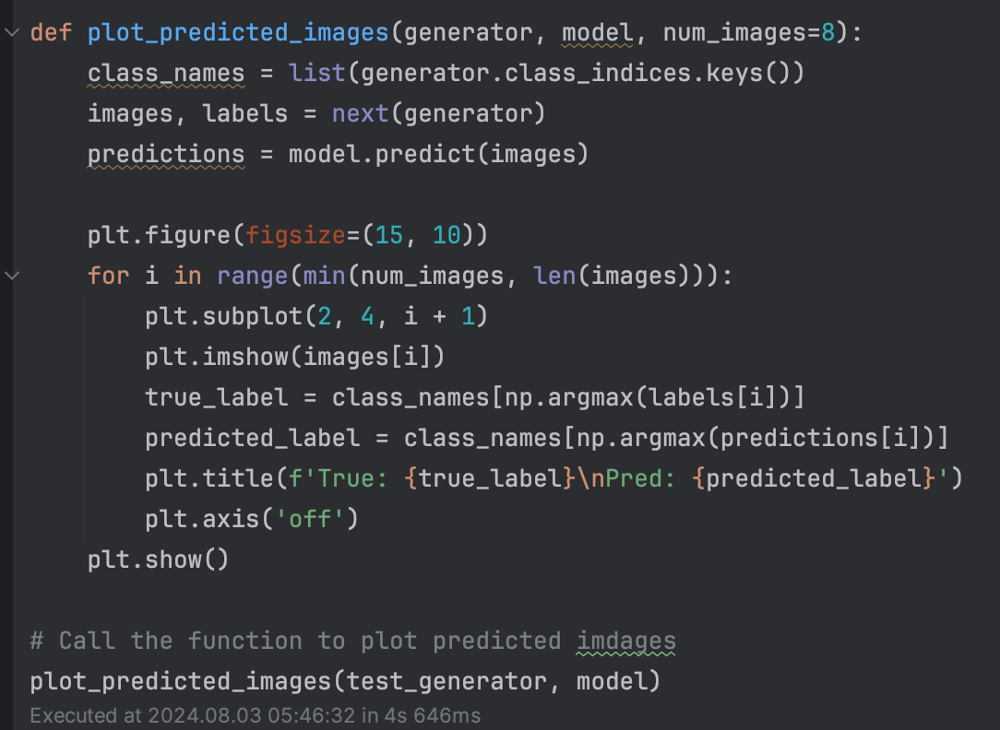 def plot_predicted_images(generator, model, num_images=8):
    class_names = list(generator.class_indices.keys())
    images, labels = next(generator)
    predictions = model.predict(images)

    plt.figure(figsize=(15, 10))
    for i in range(min(num_images, len(images))):
        plt.subplot(2, 4, i + 1)
        plt.imshow(images[i])
        true_label = class_names[np.argmax(labels[i])]
        predicted_label = class_names[np.argmax(predictions[i])]
        plt.title(f'True: {true_label}\nPred: {predicted_label}')
        plt.axis('off')
    plt.show()

# Call the function to plot predicted imdages
plot_predicted_images(test_generator, model)
Executed at 2024.08.03 05:46:32 in 4s 646ms